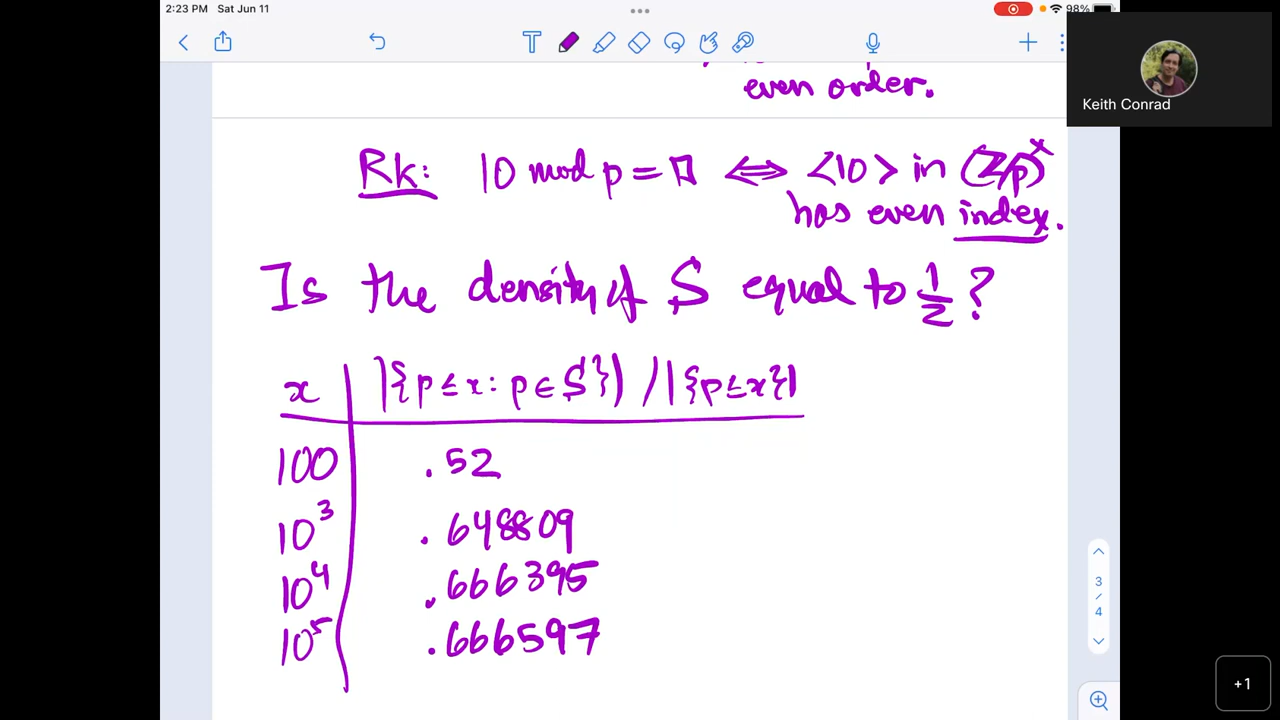 2:23 PM Sat Jun 11
98%
Keith Conrad
even order.
Rk: 10 mod p = □ ⟺ <10> in (Z/p)^x
has even index.
Is the density of S equal to 1/2?
x |{p ≤ x: p ∈ S}| / |{p ≤ x}|
100 .52
10^3 .648809
10^4 .666395
10^5 .666597
3
/
4
+1